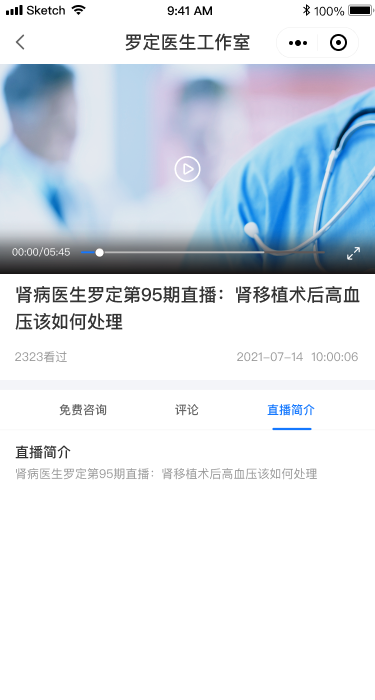 Sketch
9:41 AM
100%
罗定医生工作室
00:00/05:45
肾病医生罗定第95期直播：肾移植术后高血
压该如何处理
2323看过
2021-07-14 10:00:06
免费咨询
评论
直播简介
直播简介
肾病医生罗定第95期直播：肾移植术后高血压该如何处理